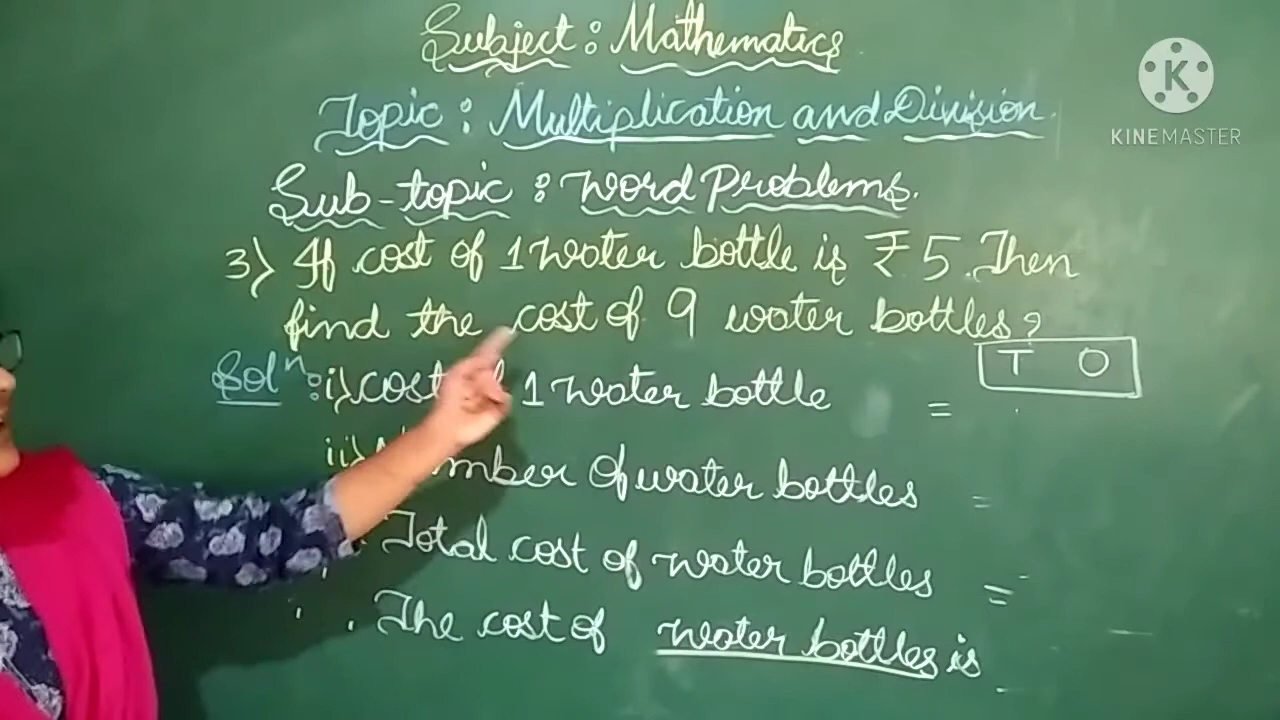 Subject : Mathematics
Topic : Multiplication and Division.
Sub-topic : Word Problems.
3) If cost of 1 water bottle is ₹ 5. Then
find the cost of 9 water bottles?
T O
Solⁿ: i) cost 1 water bottle =
ii) of water bottles =
Total cost of water bottles =
The cost of water bottles is
K
KINEMASTER